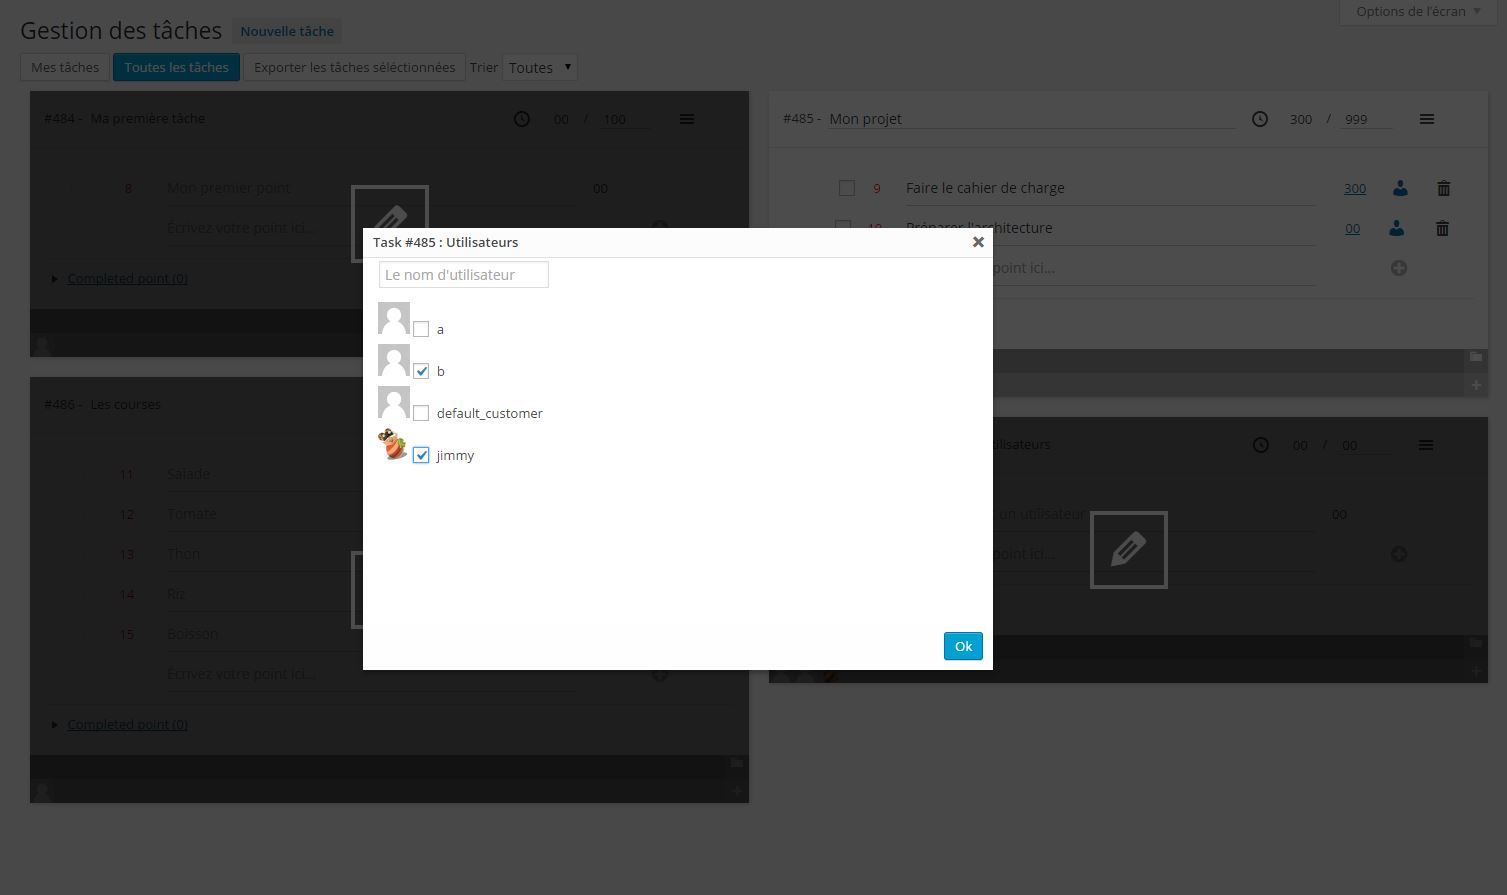 Options de l'écran
Gestion des tâches Nouvelle tâche
Mes tâches Toutes les tâches Exporter les tâches séléctionnées Trier Toutes
#484 - Ma première tâche 00 / 100
8 Mon premier point 00
Écrivez votre point ici...
Completed point (0)
#485 - Mon projet 300 / 999
9 Faire le cahier de charge 300
10 Préparer l'architecture 00
point ici...
Task #485 : Utilisateurs
Le nom d'utilisateur
a
b
default_customer
jimmy
Ok
#486 - Les courses
11 Salade
12 Tomate
13 Thon
14 Riz
15 Boisson
Écrivez votre point ici...
Completed point (0)
utilisateurs 00 / 00
un utilisateur 00
point ici...